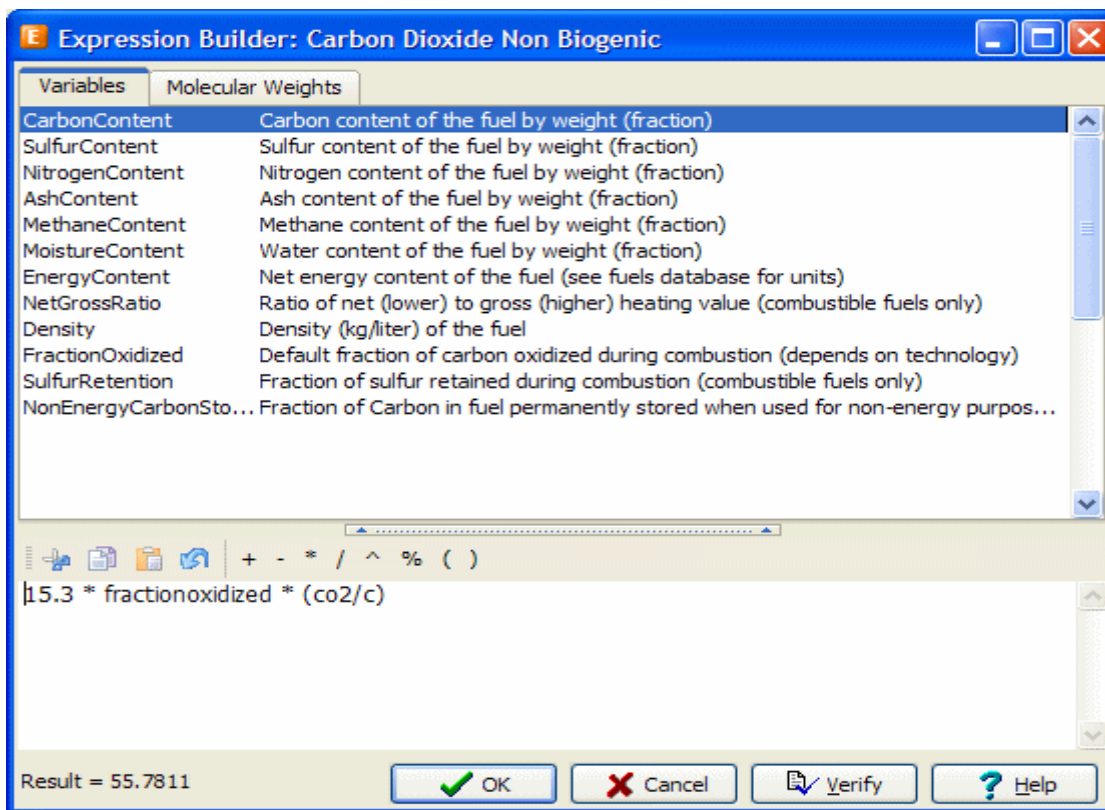 Expression Builder: Carbon Dioxide Non Biogenic
Variables Molecular Weights
CarbonContent Carbon content of the fuel by weight (fraction)
SulfurContent Sulfur content of the fuel by weight (fraction)
NitrogenContent Nitrogen content of the fuel by weight (fraction)
AshContent Ash content of the fuel by weight (fraction)
MethaneContent Methane content of the fuel by weight (fraction)
MoistureContent Water content of the fuel by weight (fraction)
EnergyContent Net energy content of the fuel (see fuels database for units)
NetGrossRatio Ratio of net (lower) to gross (higher) heating value (combustible fuels only)
Density Density (kg/liter) of the fuel
FractionOxidized Default fraction of carbon oxidized during combustion (depends on technology)
SulfurRetention Fraction of sulfur retained during combustion (combustible fuels only)
NonEnergyCarbonSto... Fraction of Carbon in fuel permanently stored when used for non-energy purpos...
+ - * / ^ % ( )
15.3 * fractionoxidized * (co2/c)
Result = 55.7811 OK Cancel Verify Help